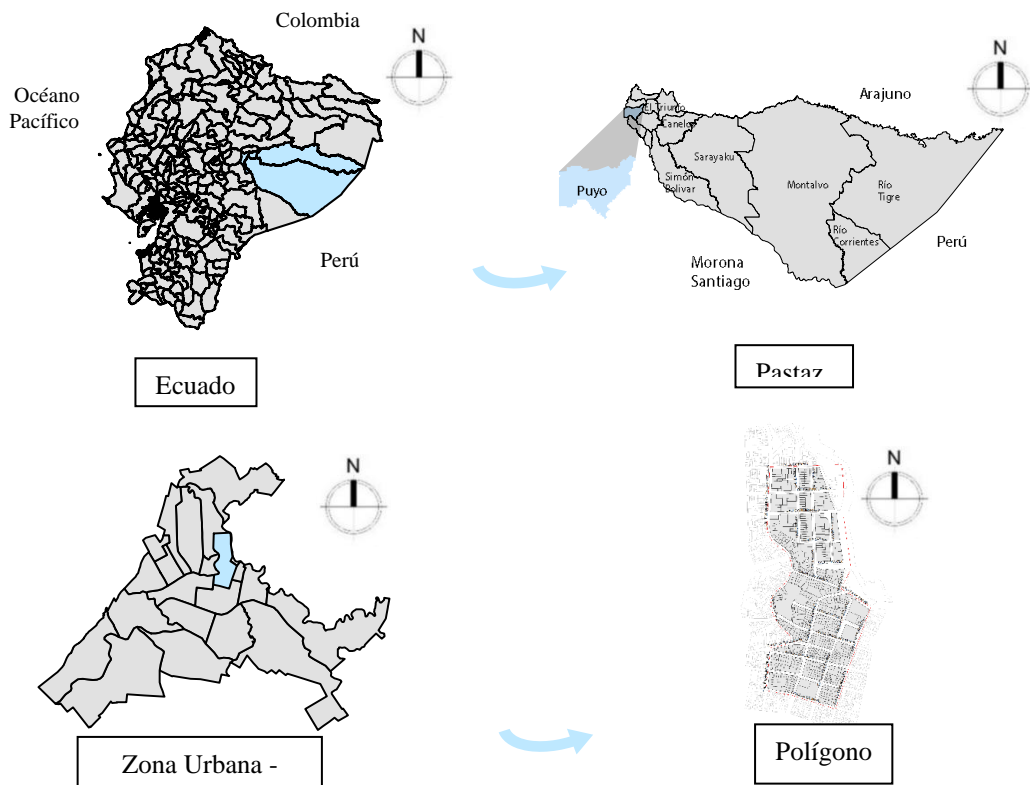 Colombia
N
Océano
Pacífico
Perú
Ecuado
N
Arajuno
El Triunfo
Canelos
Sarayaku
Puyo
Simón
Bolivar
Montalvo
Río
Tigre
Río
Corrientes
Perú
Morona
Santiago
Pastaz
N
Zona Urbana -
N
Polígono